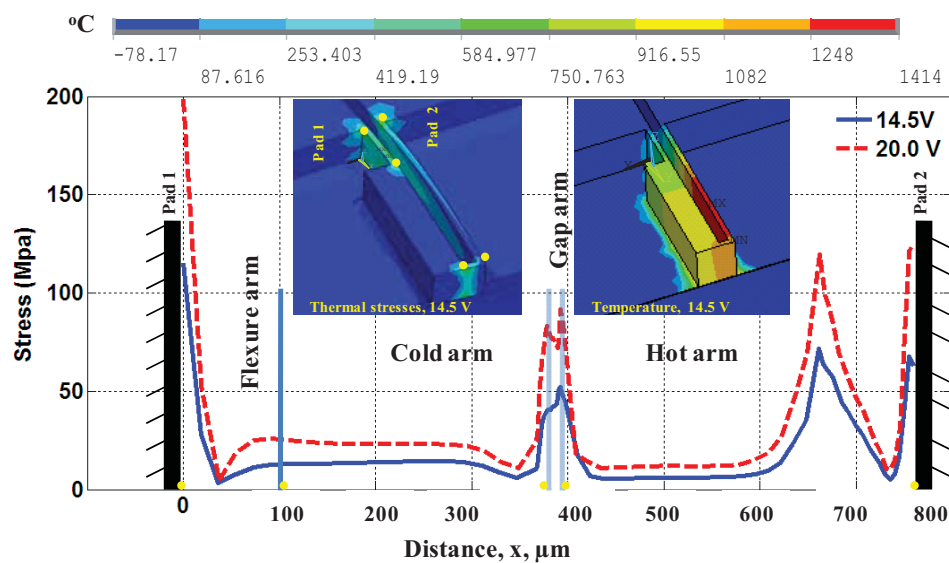 oC
-78.17 253.403 584.977 916.55 1248
87.616 419.19 750.763 1082 1414
200
150
100
50
0
Stress (Mpa)
Pad 1
Flexure arm
Cold arm
Gap arm
Hot arm
Pad 2
Pad 1
Pad 2
Thermal stresses, 14.5 V
MX
MN
Temperature, 14.5 V
14.5V
20.0 V
0 100 200 300 400 500 600 700 800
Distance, x, µm